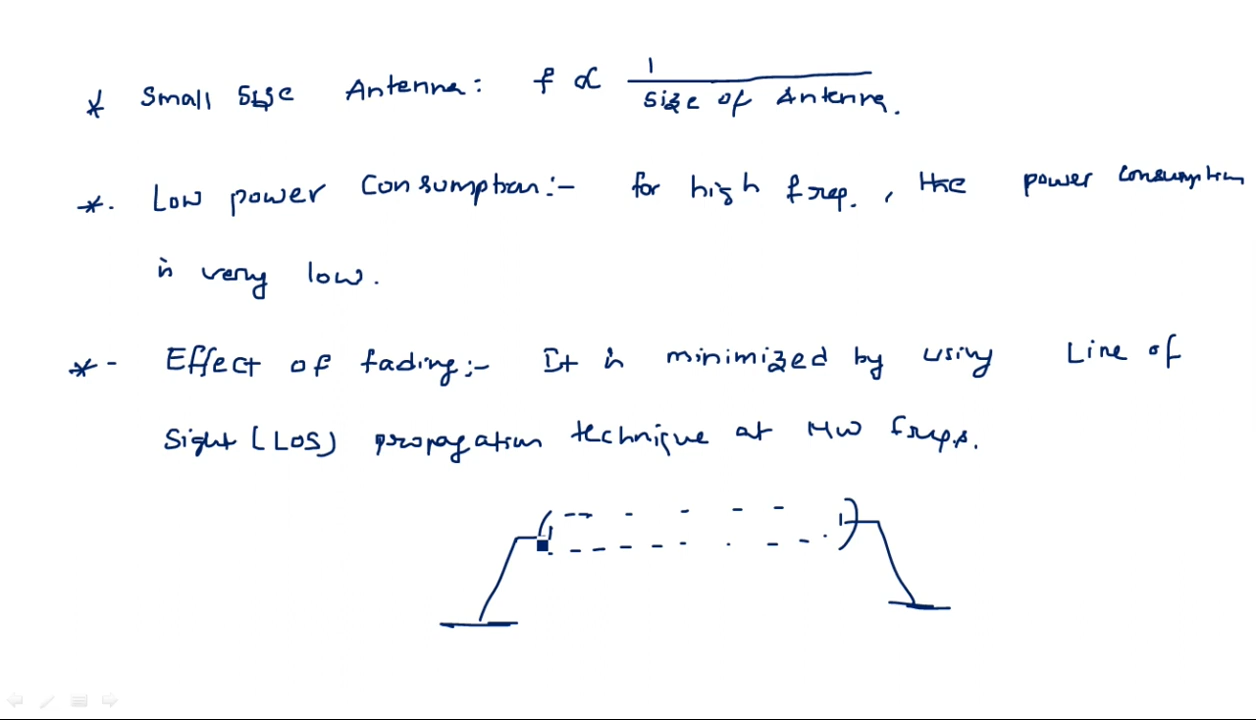 * Small Size Antenna: f ∝ 1 / size of Antenna.
*. Low power Consumption:- for high freq., the power consumption
is very low.
*- Effect of fading:- It is minimized by using Line of
Sight (LOS) propagation technique at MW freqs.